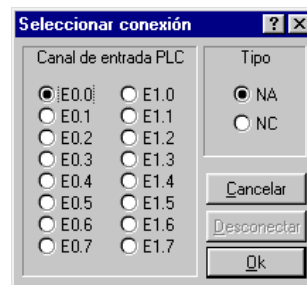 Seleccionar conexión
Canal de entrada PLC
E0.0 E1.0
E0.1 E1.1
E0.2 E1.2
E0.3 E1.3
E0.4 E1.4
E0.5 E1.5
E0.6 E1.6
E0.7 E1.7
Tipo
NA
NC
Cancelar
Desconectar
Ok